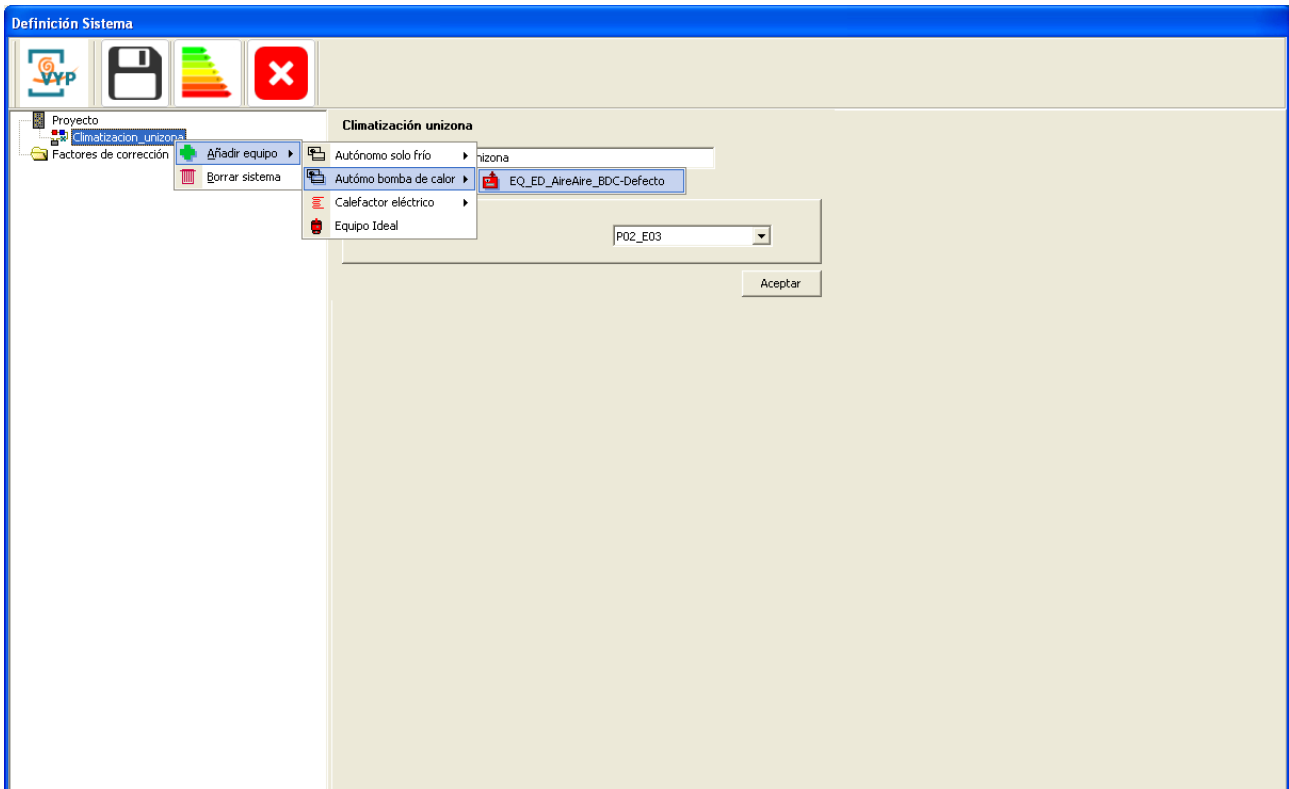 Definición Sistema
VYP
Proyecto
Climatizacion_unizona
Factores de corrección
Añadir equipo
Borrar sistema
Autónomo solo frío
Autómo bomba de calor
Calefactor eléctrico
Equipo Ideal
EQ_ED_AireAire_BDC-Defecto
Climatización unizona
nizona
P02_E03
Aceptar